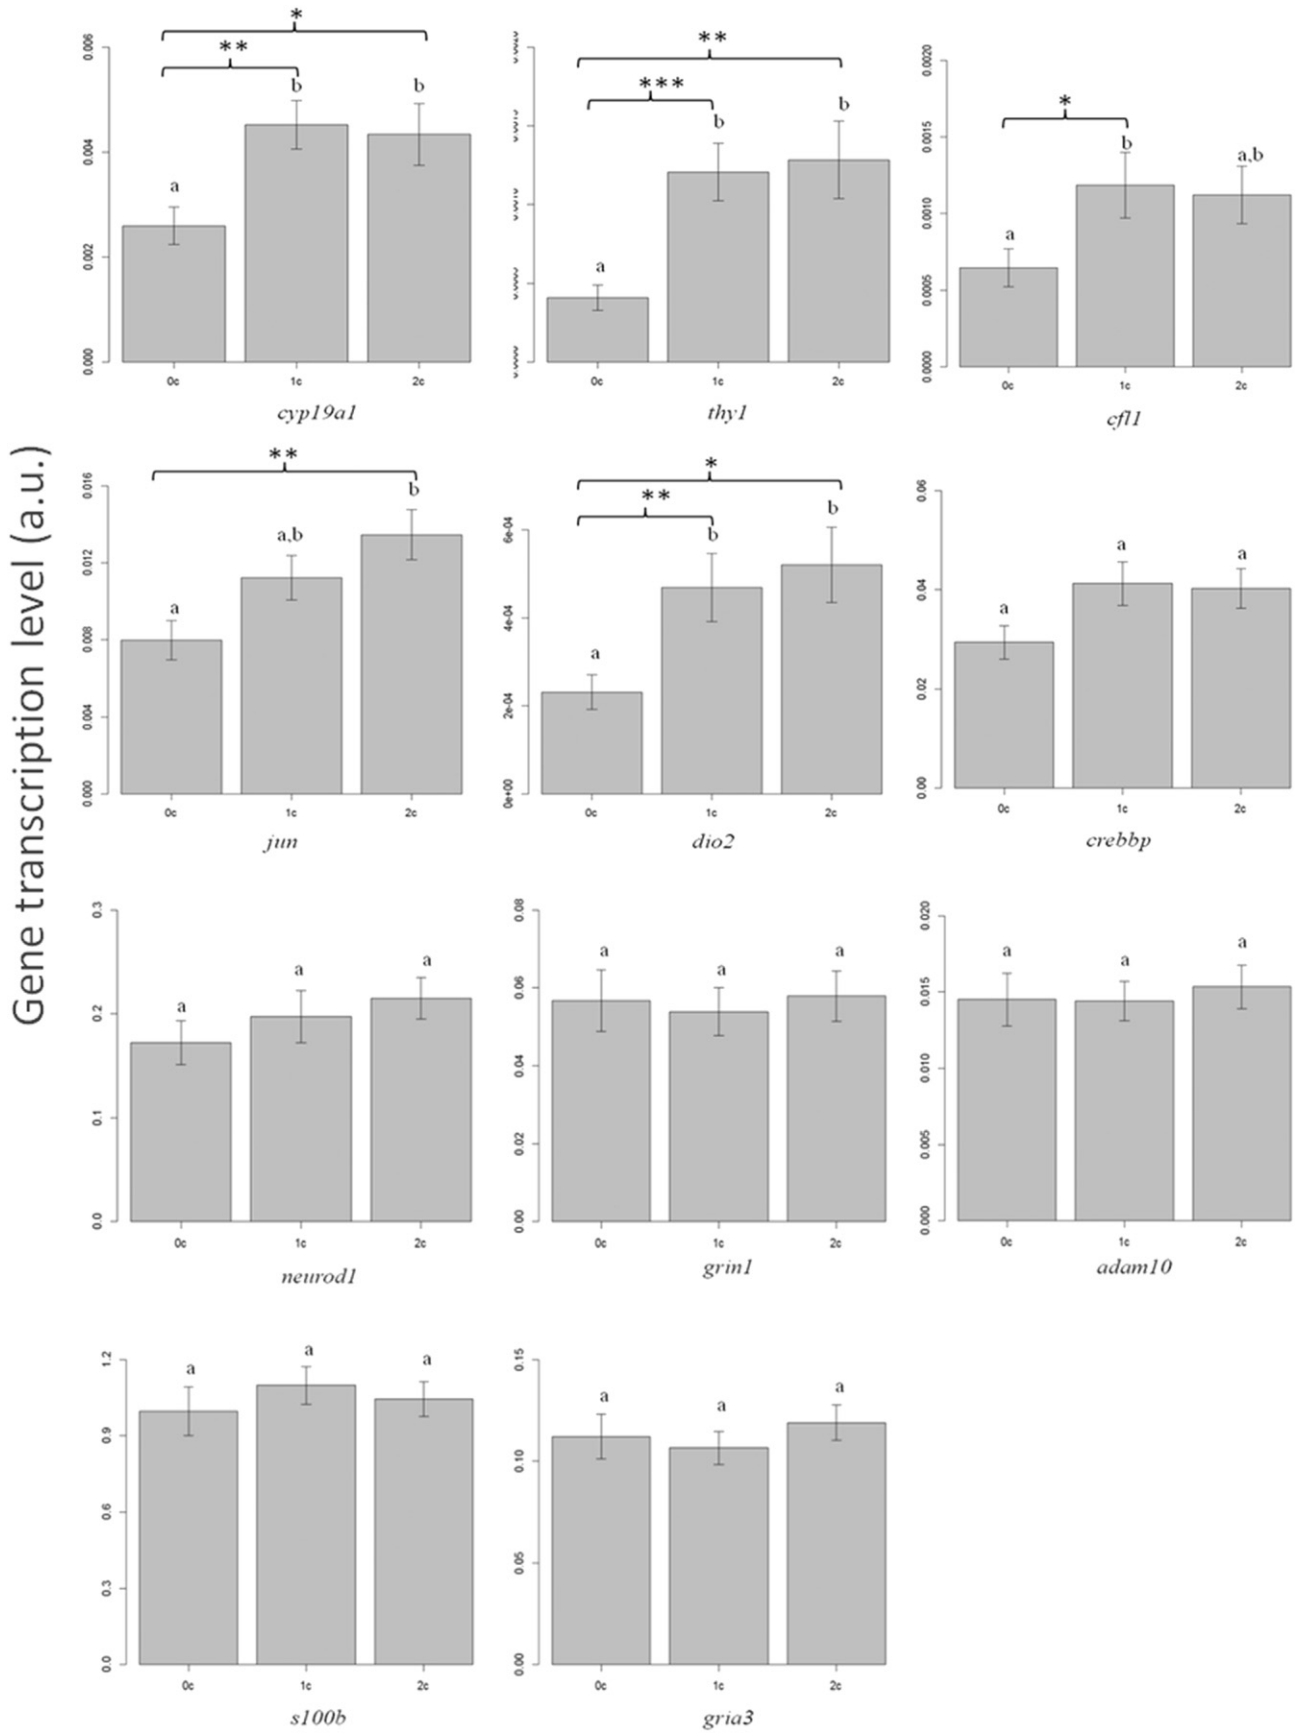 Gene transcription level (a.u.)
*
**
b
b
a
0.006
0.004
0.002
0.000
0c 1c 2c
cyp19a1
**
***
b
b
a
0c 1c 2c
thy1
*
b
a,b
a
0.0020
0.0015
0.0010
0.0005
0.0000
0c 1c 2c
cfl1
**
b
a,b
a
0.016
0.012
0.008
0.004
0.000
0c 1c 2c
jun
*
**
b
b
a
6e-04
4e-04
2e-04
0e+00
0c 1c 2c
dio2
a
a
a
0.06
0.04
0.02
0.00
0c 1c 2c
crebbp
a
a
a
0.3
0.2
0.1
0.0
0c 1c 2c
neurod1
a
a
a
0.08
0.06
0.04
0.02
0.00
0c 1c 2c
grin1
a
a
a
0.020
0.015
0.010
0.005
0.000
0c 1c 2c
adam10
a
a
a
1.2
0.9
0.6
0.3
0.0
0c 1c 2c
s100b
a
a
a
0.15
0.10
0.05
0.00
0c 1c 2c
gria3